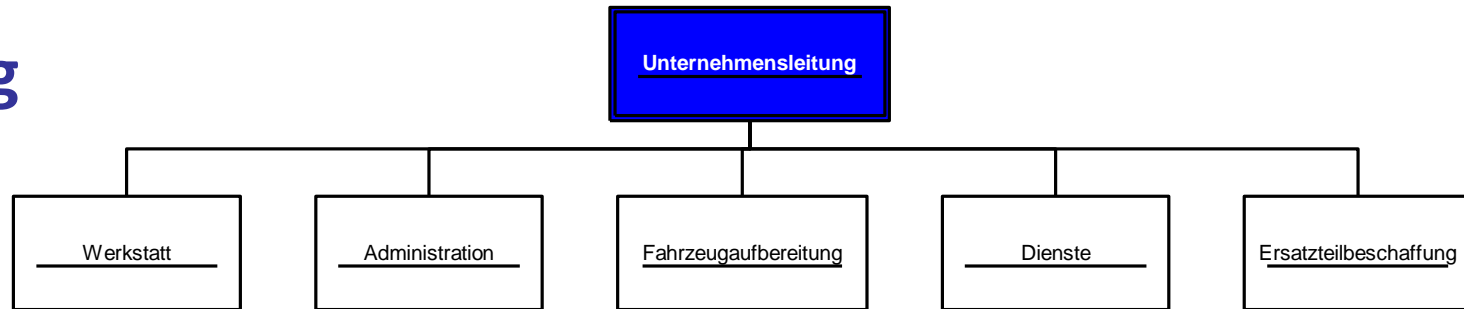 g
Unternehmensleitung
Werkstatt
Administration
Fahrzeugaufbereitung
Dienste
Ersatzteilbeschaffung